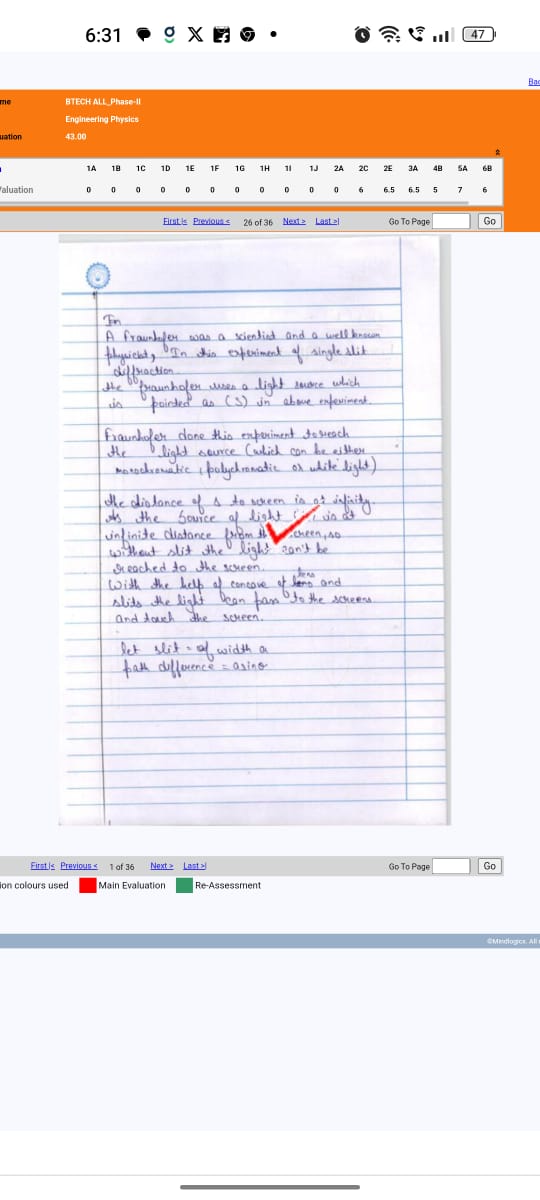 6:31
47
Bac
me
BTECH ALL_Phase-II
Engineering Physics
uation
43.00
1A 1B 1C 1D 1E 1F 1G 1H 1I 1J 2A 2C 2E 3A 4B 5A 6B
aluation 0 0 0 0 0 0 0 0 0 0 0 6 6.5 6.5 5 7 6
First |< Previous < 26 of 36 Next > Last >| Go To Page Go
In
A Fraunhofer was a scientist and a well known
physicist, In this experiment of single slit
diffraction
the fraunhofer uses a light source which
is pointed as (S) in above experiment.
Fraunhofer done this experiment to reach
the light source (which can be either
monochromatic, polychromatic or white light)
the distance of s to screen is at infinity.
As the Source of light is at
infinite distance from the screen, so
without slit the light can't be
reached to the screen.
With the help of concave of lens and
slits the light can pass to the screens
and touch the screen.
let slit = of width a
path difference = asinθ
First |< Previous < 1 of 36 Next > Last >| Go To Page Go
ion colours used Main Evaluation Re-Assessment
©Mindlogicx. All